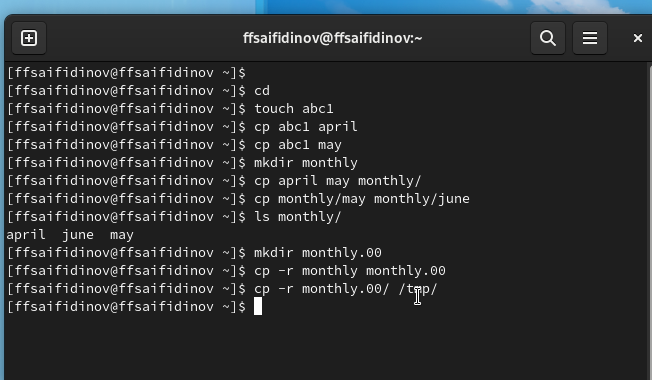 ffsaifidinov@ffsaifidinov:~
[ffsaifidinov@ffsaifidinov ~]$
[ffsaifidinov@ffsaifidinov ~]$ cd
[ffsaifidinov@ffsaifidinov ~]$ touch abc1
[ffsaifidinov@ffsaifidinov ~]$ cp abc1 april
[ffsaifidinov@ffsaifidinov ~]$ cp abc1 may
[ffsaifidinov@ffsaifidinov ~]$ mkdir monthly
[ffsaifidinov@ffsaifidinov ~]$ cp april may monthly/
[ffsaifidinov@ffsaifidinov ~]$ cp monthly/may monthly/june
[ffsaifidinov@ffsaifidinov ~]$ ls monthly/
april  june  may
[ffsaifidinov@ffsaifidinov ~]$ mkdir monthly.00
[ffsaifidinov@ffsaifidinov ~]$ cp -r monthly monthly.00
[ffsaifidinov@ffsaifidinov ~]$ cp -r monthly.00/ /tmp/
[ffsaifidinov@ffsaifidinov ~]$